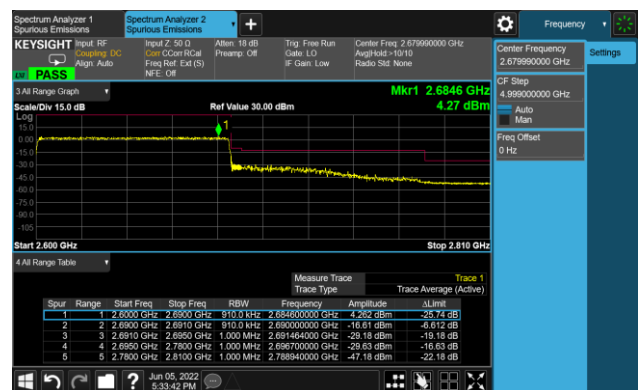 Spectrum Analyzer 1
Spurious Emissions
Spectrum Analyzer 2
Spurious Emissions
Frequency
KEYSIGHT
Input: RF
Coupling: DC
Align: Auto
Input Z: 50 Ω
Corr CCorr RCal
Freq Ref: Ext (S)
NFE: Off
Atten: 18 dB
Preamp: Off
Trig: Free Run
Gate: LO
IF Gain: Low
Center Freq: 2.679990000 GHz
Avg|Hold:>10/10
Radio Std: None
LXI PASS
3 All Range Graph
Scale/Div 15.0 dB
Ref Value 30.00 dBm
Mkr1 2.6846 GHz
4.27 dBm
Log
15.0
0.00
-15.0
-30.0
-45.0
-60.0
-75.0
-90.0
-105
1
Start 2.600 GHz
Stop 2.810 GHz
4 All Range Table
Measure Trace Trace 1
Trace Type Trace Average (Active)
Spur Range Start Freq Stop Freq RBW Frequency Amplitude ΔLimit
1 1 2.6000 GHz 2.6900 GHz 910.0 kHz 2.684600000 GHz 4.262 dBm -25.74 dB
2 2 2.6900 GHz 2.6910 GHz 910.0 kHz 2.690000000 GHz -16.61 dBm -6.612 dB
3 3 2.6910 GHz 2.6950 GHz 1.000 MHz 2.691464000 GHz -29.18 dBm -19.18 dB
4 4 2.6950 GHz 2.7800 GHz 1.000 MHz 2.696700000 GHz -29.63 dBm -16.63 dB
5 5 2.7800 GHz 2.8100 GHz 1.000 MHz 2.788940000 GHz -47.18 dBm -22.18 dB
Center Frequency
2.679990000 GHz
Settings
CF Step
4.999000000 GHz
Auto
Man
Freq Offset
0 Hz
Jun 05, 2022
5:33:42 PM